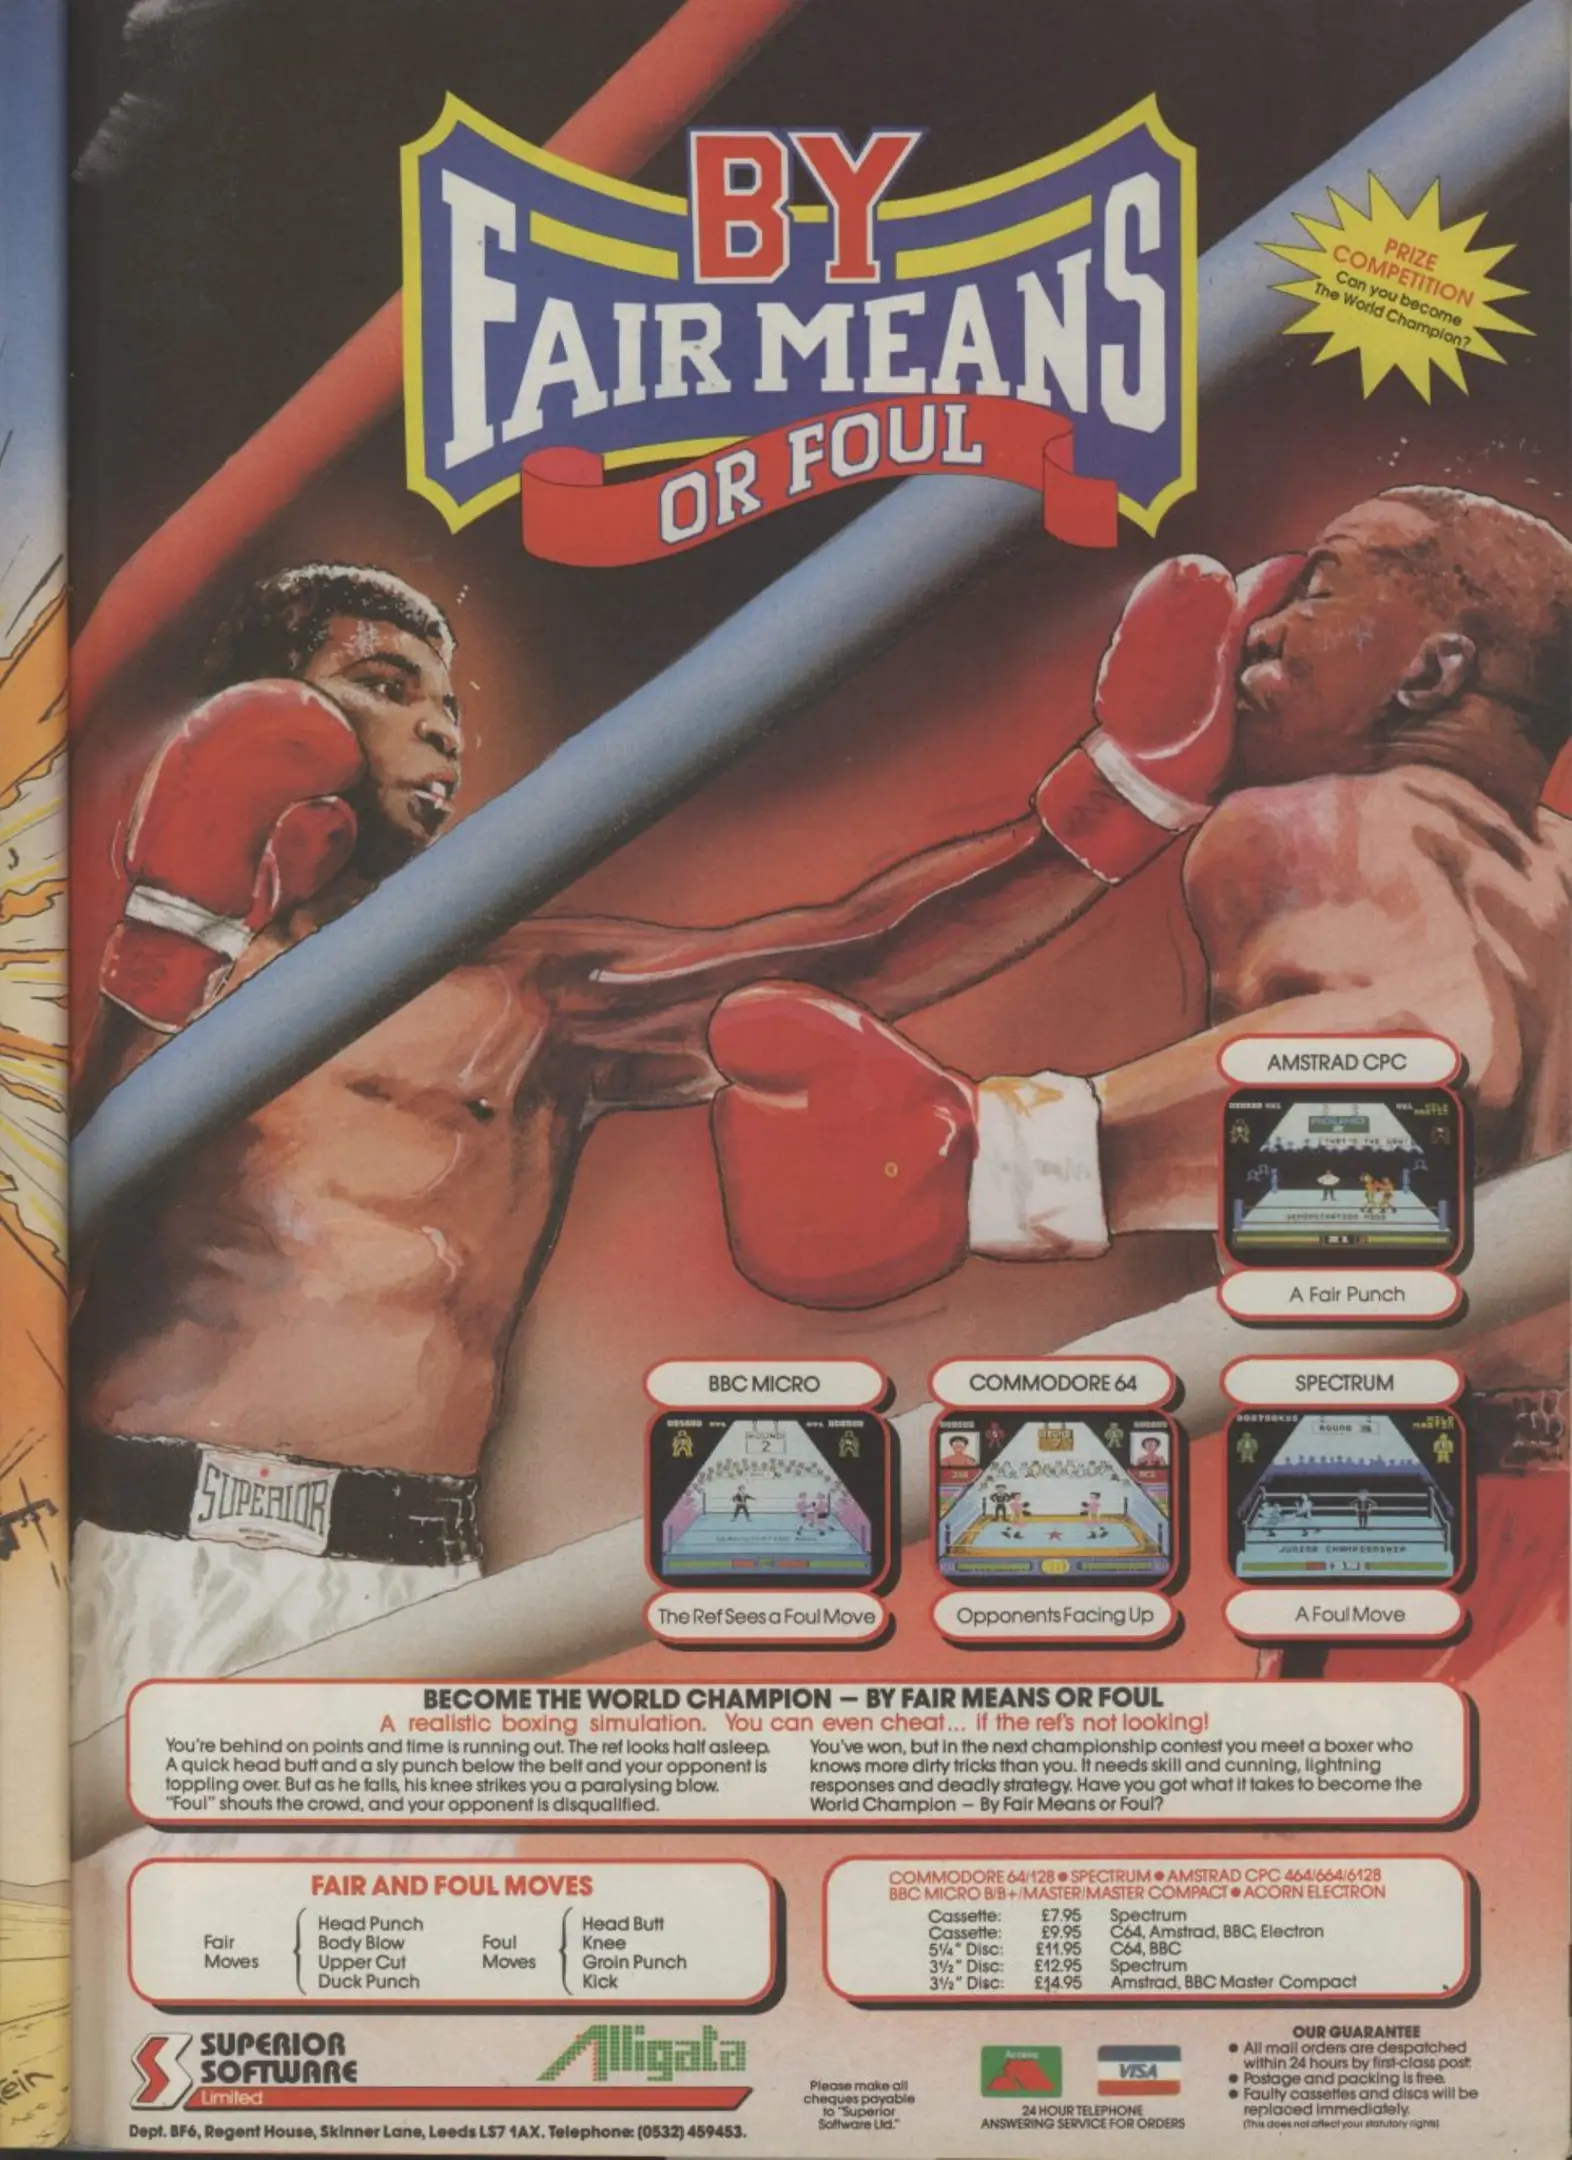 BY
FAIR MEANS
OR FOUL
PRIZE
COMPETITION
Can you become
The World Champion?
AMSTRAD CPC
A Fair Punch
BBC MICRO
ROUND
2
The Ref Sees a Foul Move
COMMODORE 64
Opponents Facing Up
SPECTRUM
ROUND
JUNIOR CHAMPIONSHIP
A Foul Move
SUPERIOR
BECOME THE WORLD CHAMPION – BY FAIR MEANS OR FOUL
A realistic boxing simulation. You can even cheat... if the ref's not looking!
You're behind on points and time is running out. The ref looks half asleep.
A quick head butt and a sly punch below the belt and your opponent is
toppling over. But as he falls, his knee strikes you a paralysing blow.
"Foul" shouts the crowd, and your opponent is disqualified.
You've won, but in the next championship contest you meet a boxer who
knows more dirty tricks than you. It needs skill and cunning, lightning
responses and deadly strategy. Have you got what it takes to become the
World Champion – By Fair Means or Foul?
FAIR AND FOUL MOVES
Fair
Moves
Head Punch
Body Blow
Upper Cut
Duck Punch
Foul
Moves
Head Butt
Knee
Groin Punch
Kick
COMMODORE 64/128 ● SPECTRUM ● AMSTRAD CPC 464/664/6128
BBC MICRO B/B+/MASTER/MASTER COMPACT ● ACORN ELECTRON
Cassette: £7.95 Spectrum
Cassette: £9.95 C64, Amstrad, BBC, Electron
5¼" Disc: £11.95 C64, BBC
3½" Disc: £12.95 Spectrum
3½" Disc: £14.95 Amstrad, BBC Master Compact
SUPERIOR
SOFTWARE
Limited
Alligata
Dept. BF6, Regent House, Skinner Lane, Leeds LS7 1AX. Telephone: (0532) 459453.
Please make all
cheques payable
to "Superior
Software Ltd."
Access
VISA
24 HOUR TELEPHONE
ANSWERING SERVICE FOR ORDERS
OUR GUARANTEE
● All mail orders are despatched
within 24 hours by first-class post.
● Postage and packing is free.
● Faulty cassettes and discs will be
replaced immediately.
(This does not affect your statutory rights)